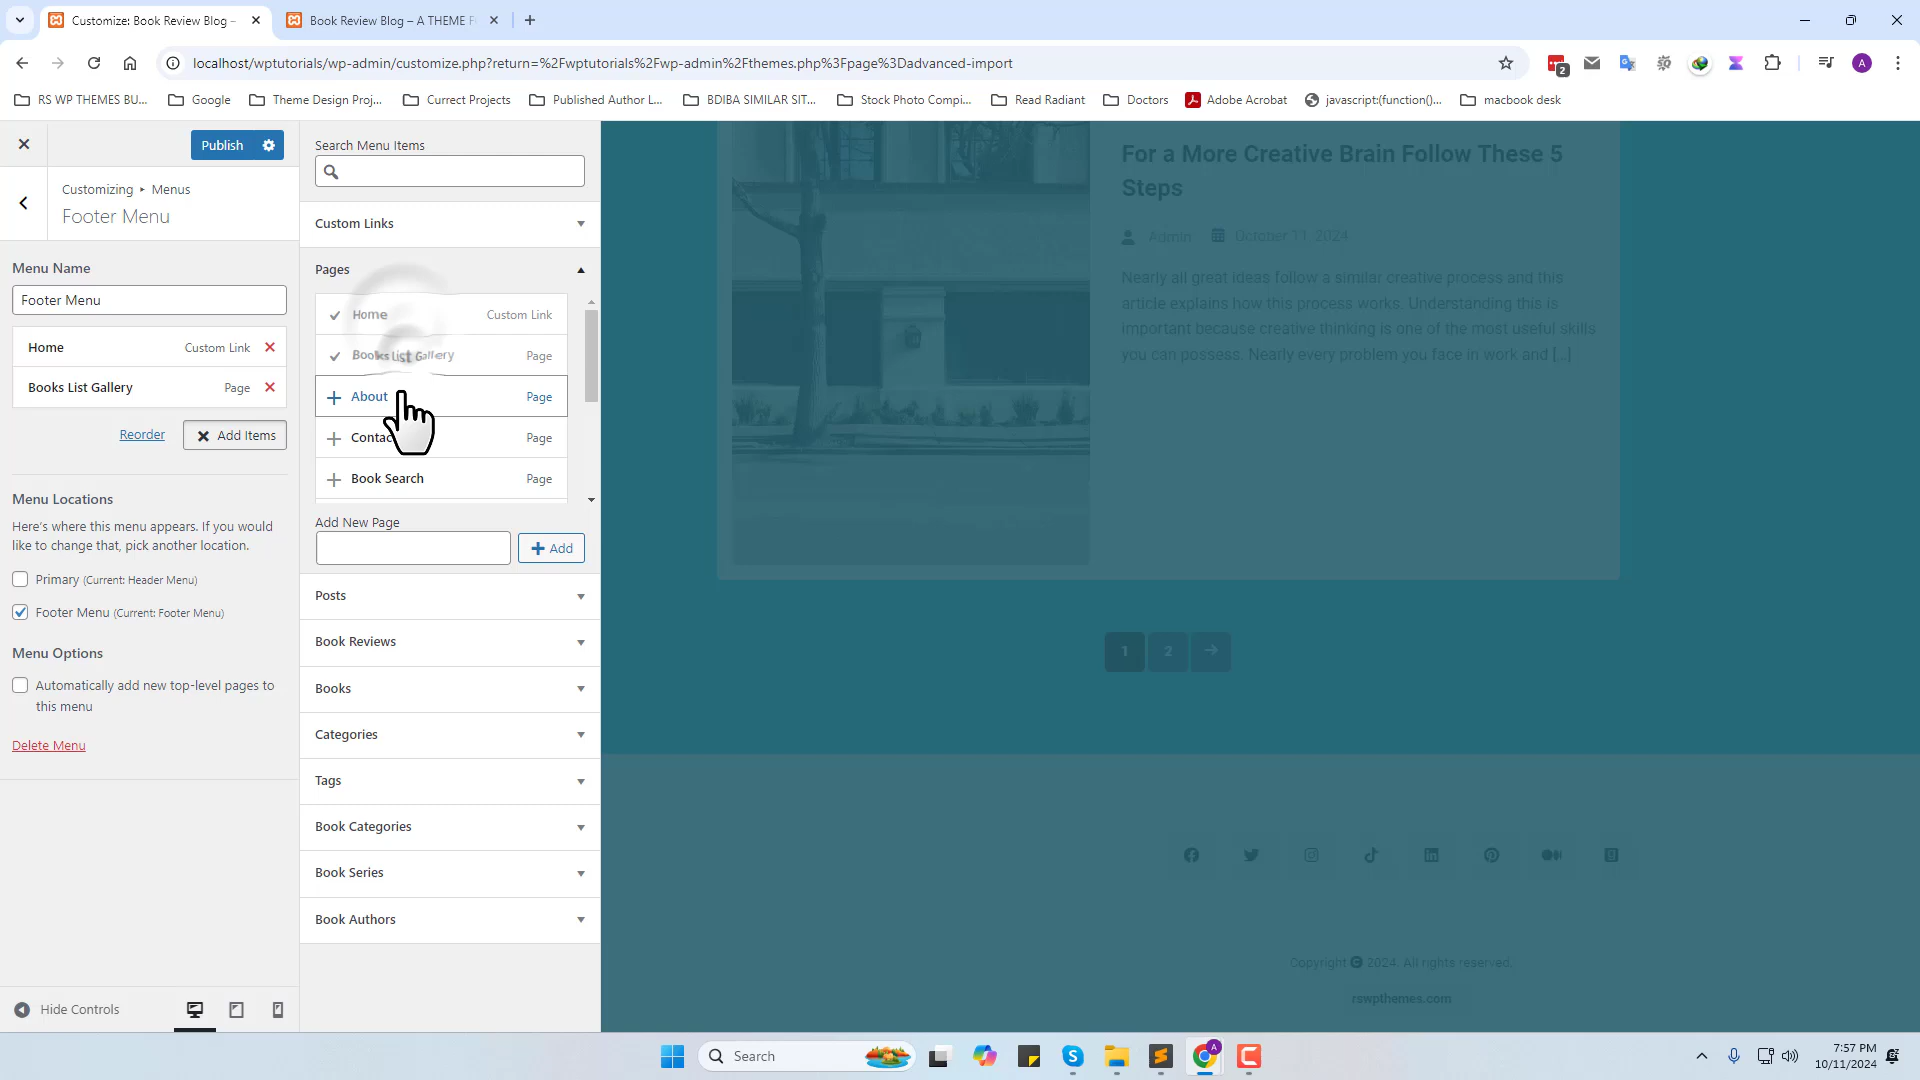 Customize: Book Review Blog –
Book Review Blog – A THEME F
localhost/wptutorials/wp-admin/customize.php?return=%2Fwptutorials%2Fwp-admin%2Fthemes.php%3Fpage%3Dadvanced-import
2
A
RS WP THEMES BU...
Google
Theme Design Proj...
Currect Projects
Published Author L...
BDIBA SIMILAR SIT...
Stock Photo Compi...
Read Radiant
Doctors
Adobe Acrobat
javascript:(function()...
macbook desk
Publish
Customizing ▸ Menus
Footer Menu
Menu Name
Footer Menu
Home Custom Link
Books List Gallery Page
Reorder
Add Items
Menu Locations
Here's where this menu appears. If you would
like to change that, pick another location.
Primary (Current: Header Menu)
Footer Menu (Current: Footer Menu)
Menu Options
Automatically add new top-level pages to
this menu
Delete Menu
Hide Controls
Search Menu Items
Custom Links
Pages
Home Custom Link
Books List Gallery Page
About Page
Contac Page
Book Search Page
Add New Page
Add
Posts
Book Reviews
Books
Categories
Tags
Book Categories
Book Series
Book Authors
For a More Creative Brain Follow These 5
Steps
Admin October 11, 2024
Nearly all great ideas follow a similar creative process and this
article explains how this process works. Understanding this is
important because creative thinking is one of the most useful skills
you can possess. Nearly every problem you face in work and [...]
1 2
Copyright © 2024. All rights reserved.
rswpthemes.com
Search
A
7:57 PM
10/11/2024